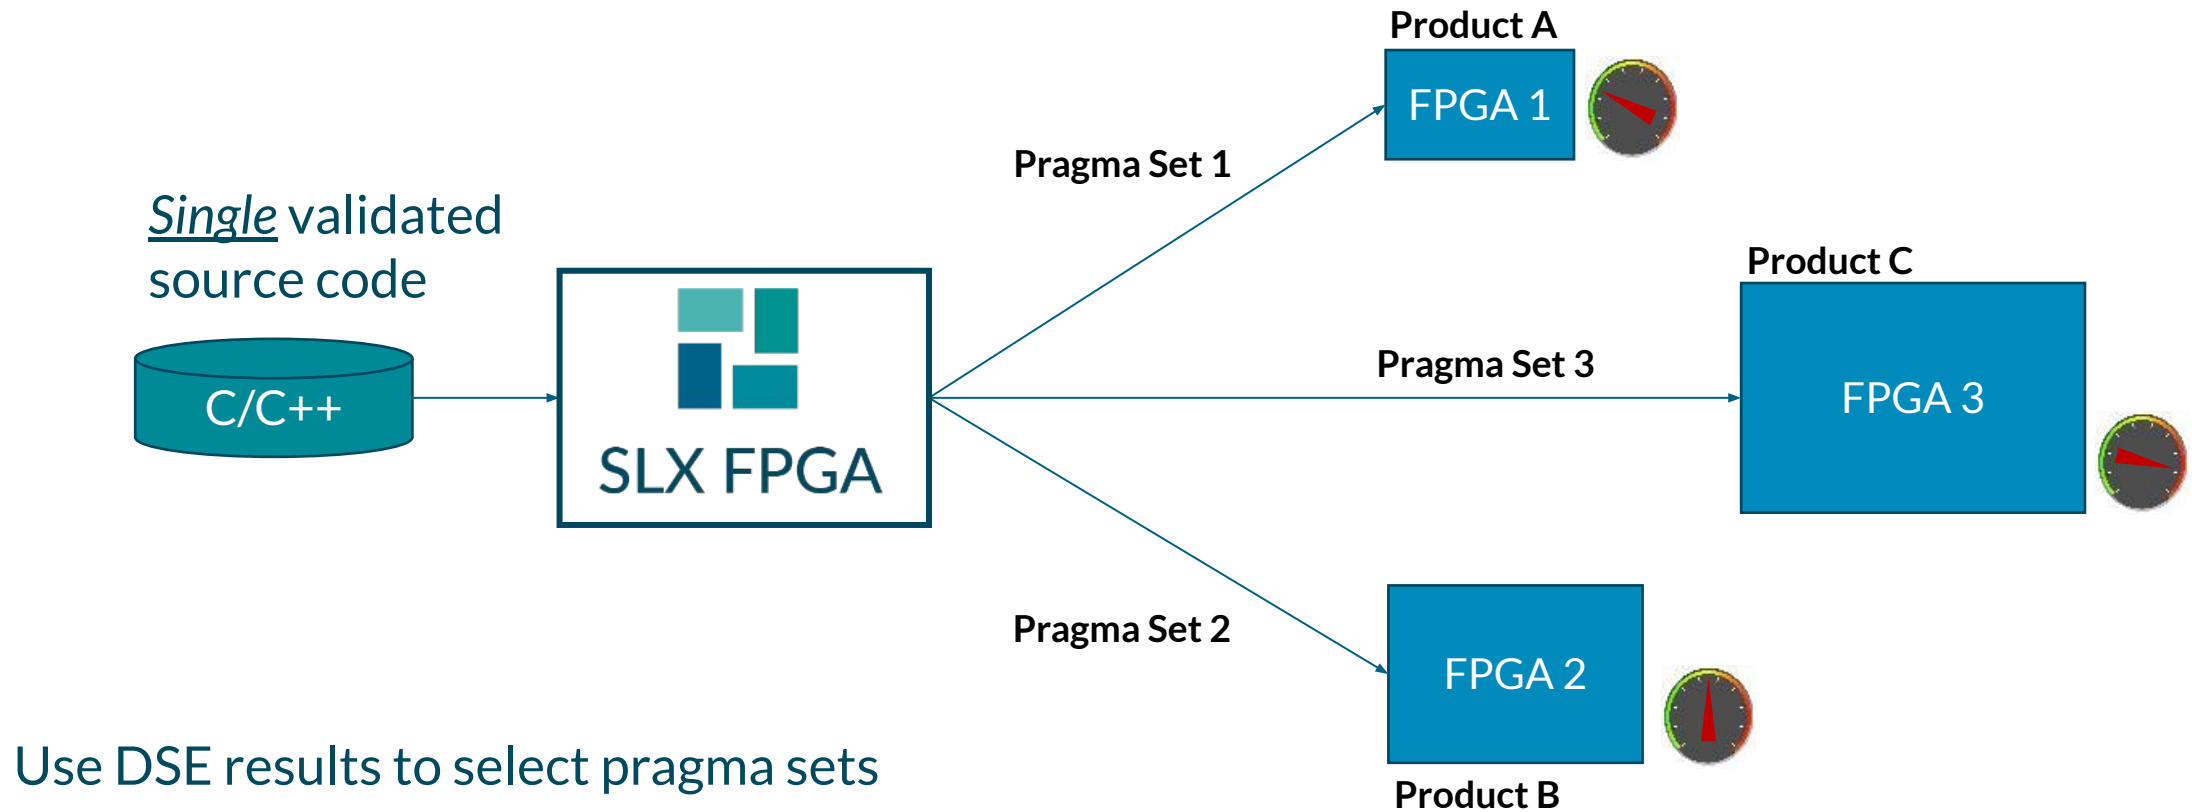 Single validated
source code
C/C++
SLX FPGA
Pragma Set 1
Product A
FPGA 1
Pragma Set 3
Product C
FPGA 3
Pragma Set 2
FPGA 2
Product B
Use DSE results to select pragma sets